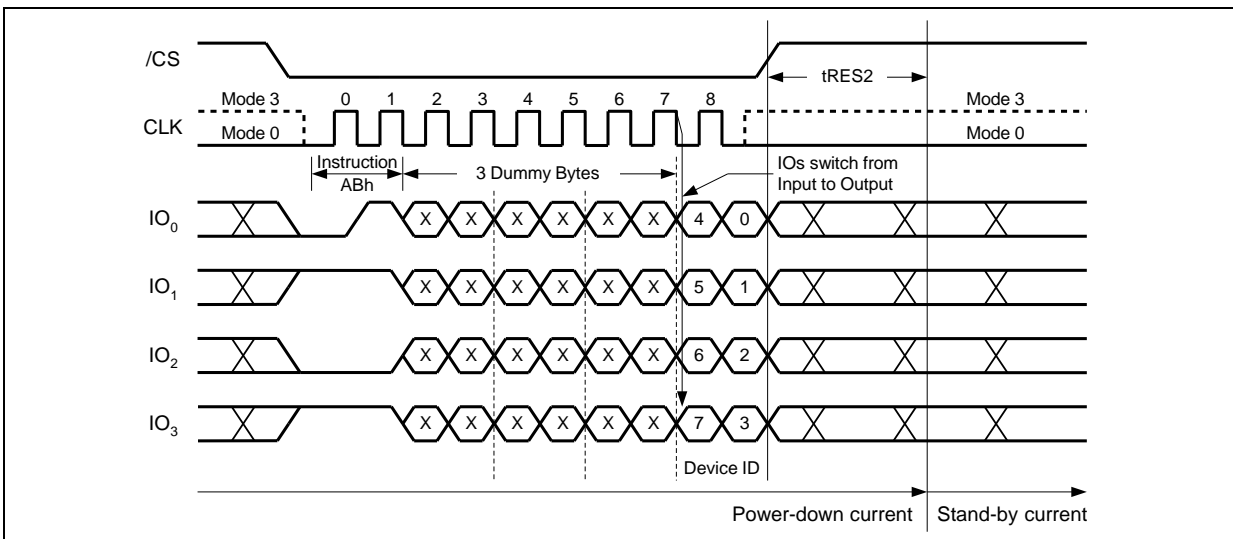 /CS
tRES2
0 1 2 3 4 5 6 7 8
Mode 3
Mode 3
CLK
Mode 0
Mode 0
Instruction
ABh
3 Dummy Bytes
IOs switch from
Input to Output
IO0 X X X X X X 4 0
IO1 X X X X X X 5 1
IO2 X X X X X X 6 2
IO3 X X X X X X 7 3
Device ID
Power-down current
Stand-by current